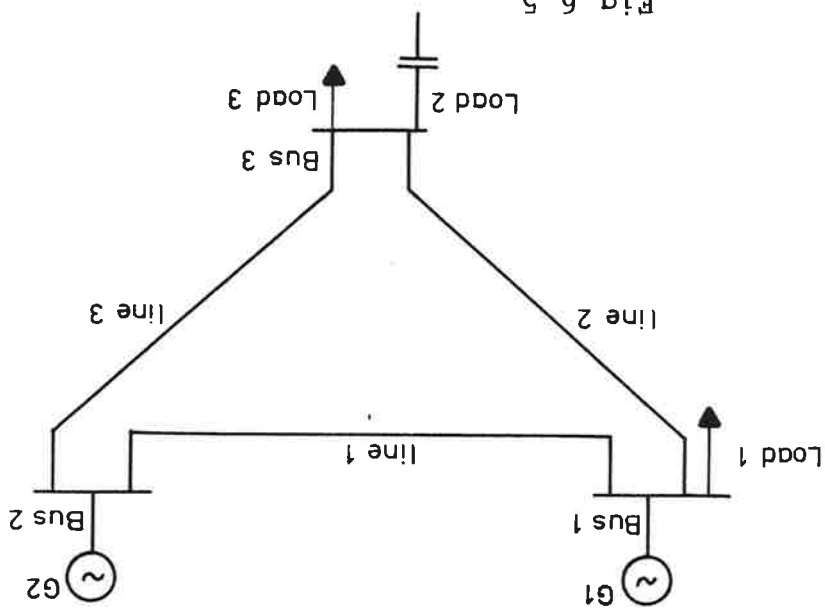 G1
G2
Bus 1
Bus 2
Load 1
line 1
line 2
line 3
Bus 3
Load 2
Load 3
Fig 6.5